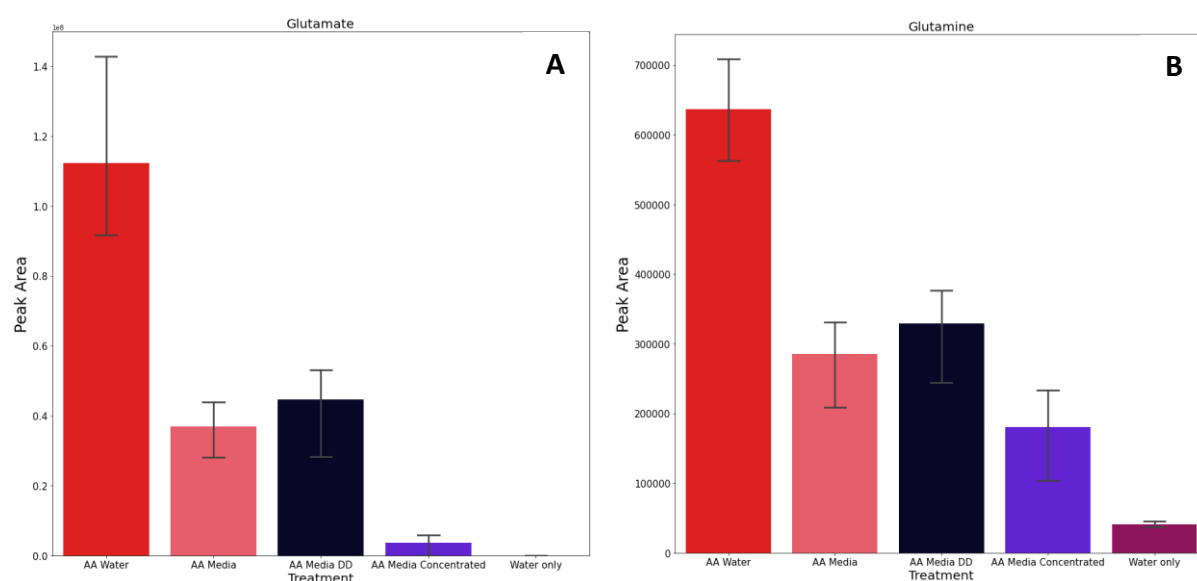 Glutamate
1e8
A
1.4
1.2
1.0
0.8
0.6
0.4
0.2
0.0
Peak Area
AA Water AA Media AA Media DD AA Media Concentrated Water only
Treatment
Glutamine
B
700000
600000
500000
400000
300000
200000
100000
0
Peak Area
AA Water AA Media AA Media DD AA Media Concentrated Water only
Treatment